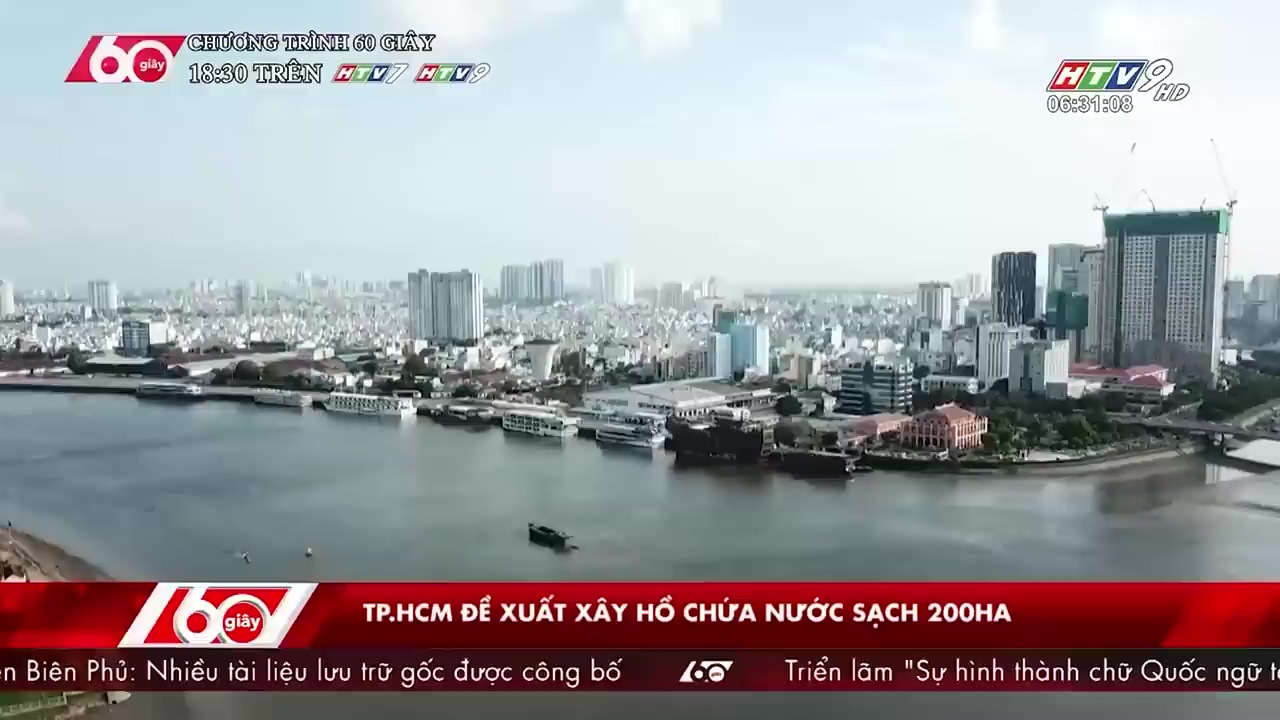 60 giây
CHƯƠNG TRÌNH 60 GIÂY
18:30 TRÊN HTV7 HTV9
HTV9 HD
06:31:08
60 giây
TP.HCM ĐỀ XUẤT XÂY HỒ CHỨA NƯỚC SẠCH 200HA
Biên Phủ: Nhiều tài liệu lưu trữ gốc được công bố
60 giây
Triển lãm "Sự hình thành chữ Quốc ngữ